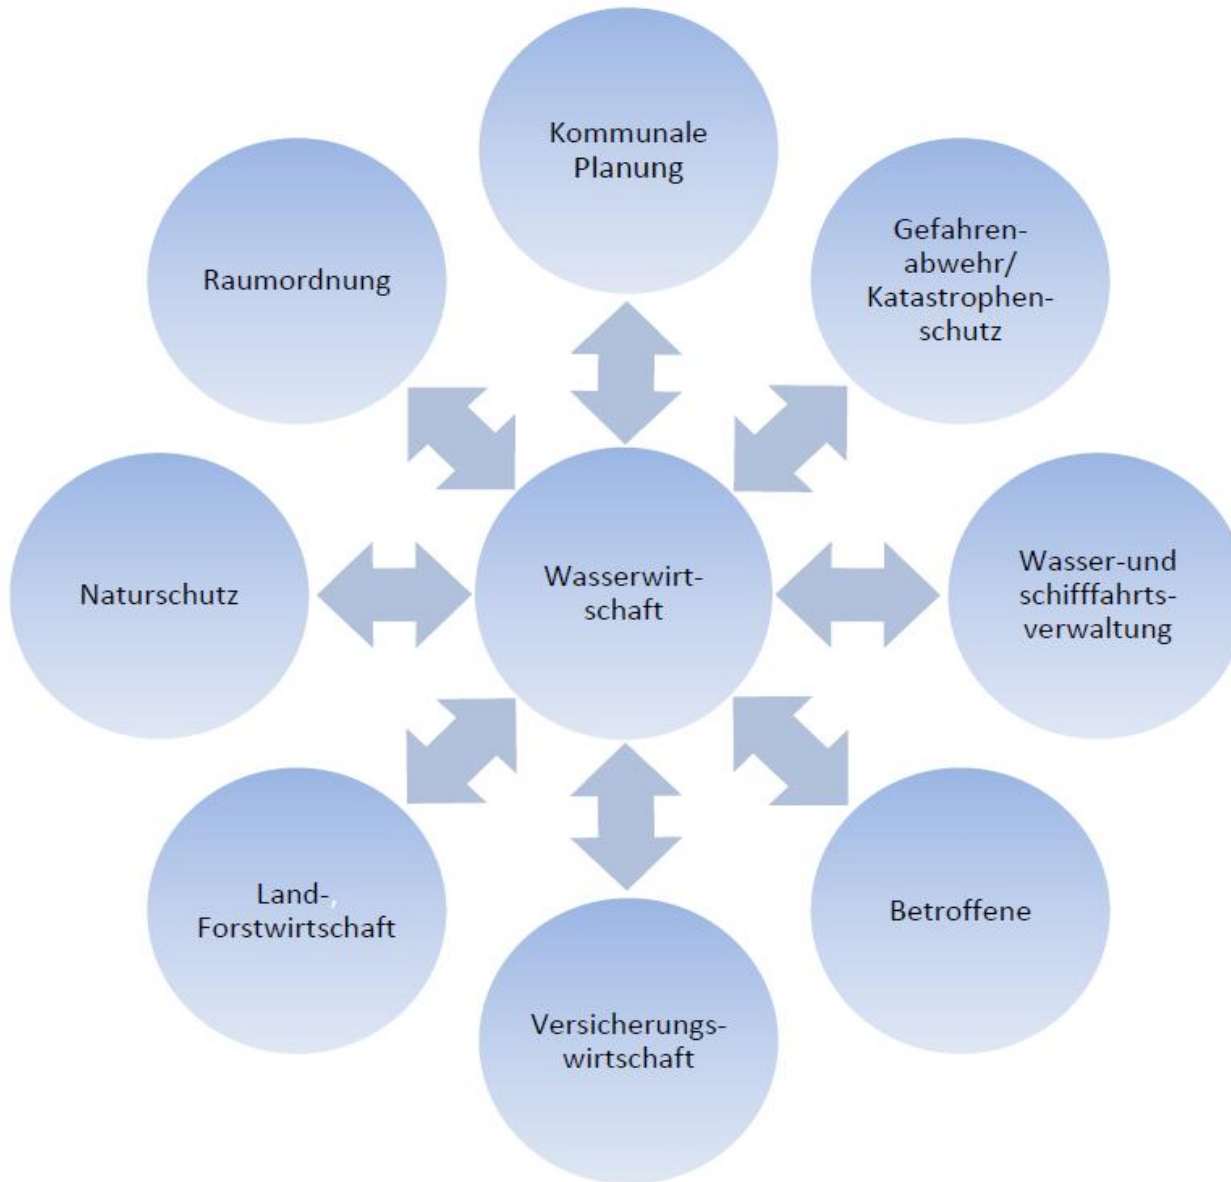 Kommunale
Planung
Gefahren-
abwehr/
Katastrophen-
schutz
Raumordnung
Naturschutz
Wasserwirt-
schaft
Wasser-und
schifffahrts-
verwaltung
Land-,
Forstwirtschaft
Betroffene
Versicherungs-
wirtschaft